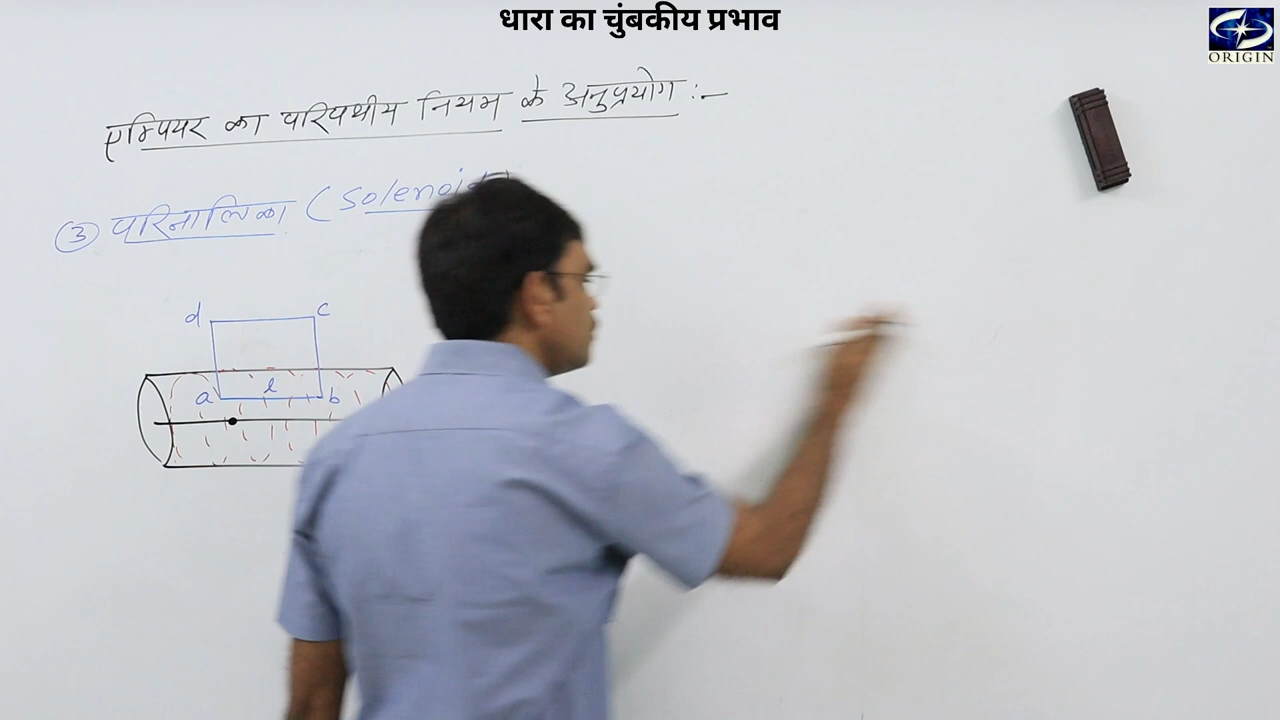 धारा का चुंबकीय प्रभाव
ORIGIN
एम्पियर का परिपथीय नियम के अनुप्रयोग :–
③ परिनालिका (Solenoid)
d c
a l b